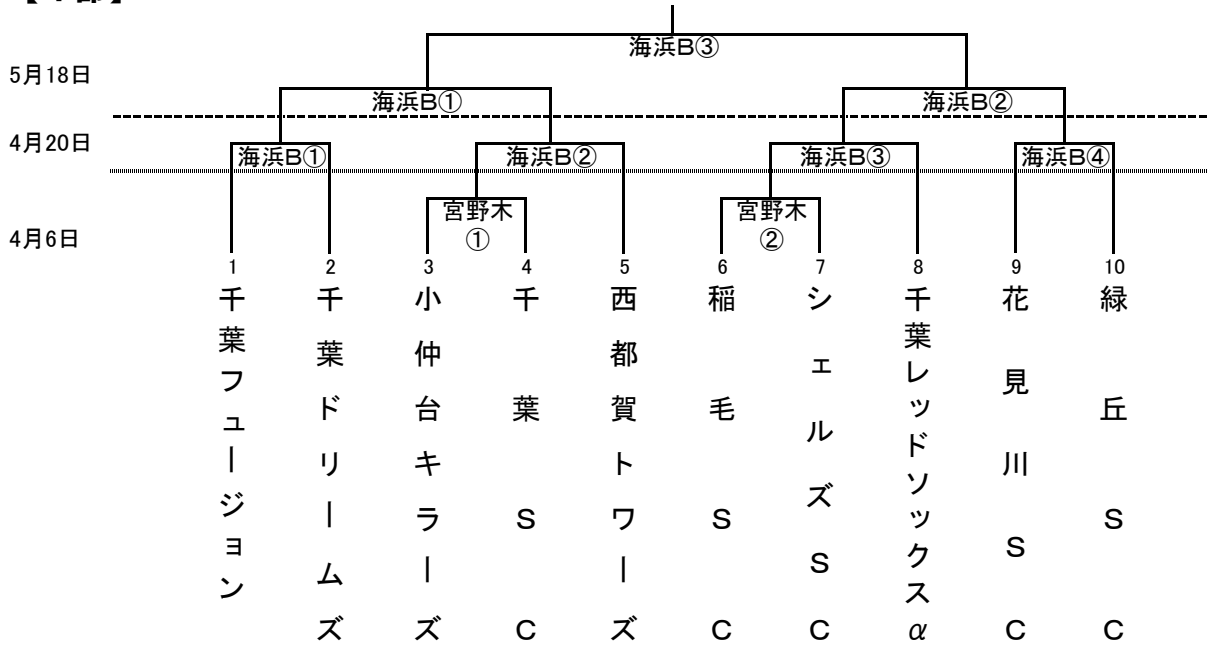 海浜B③
5月18日
海浜B① 海浜B②
4月20日
海浜B① 海浜B② 海浜B③ 海浜B④
宮野木① 宮野木②
4月6日
1 2 3 4 5 6 7 8 9 10
千葉フュージョン
千葉ドリームズ
小仲台キラーズ
千葉SC
西都賀トワーズ
稲毛SC
シェルズSC
千葉レッドソックスα
花見川SC
緑丘SC